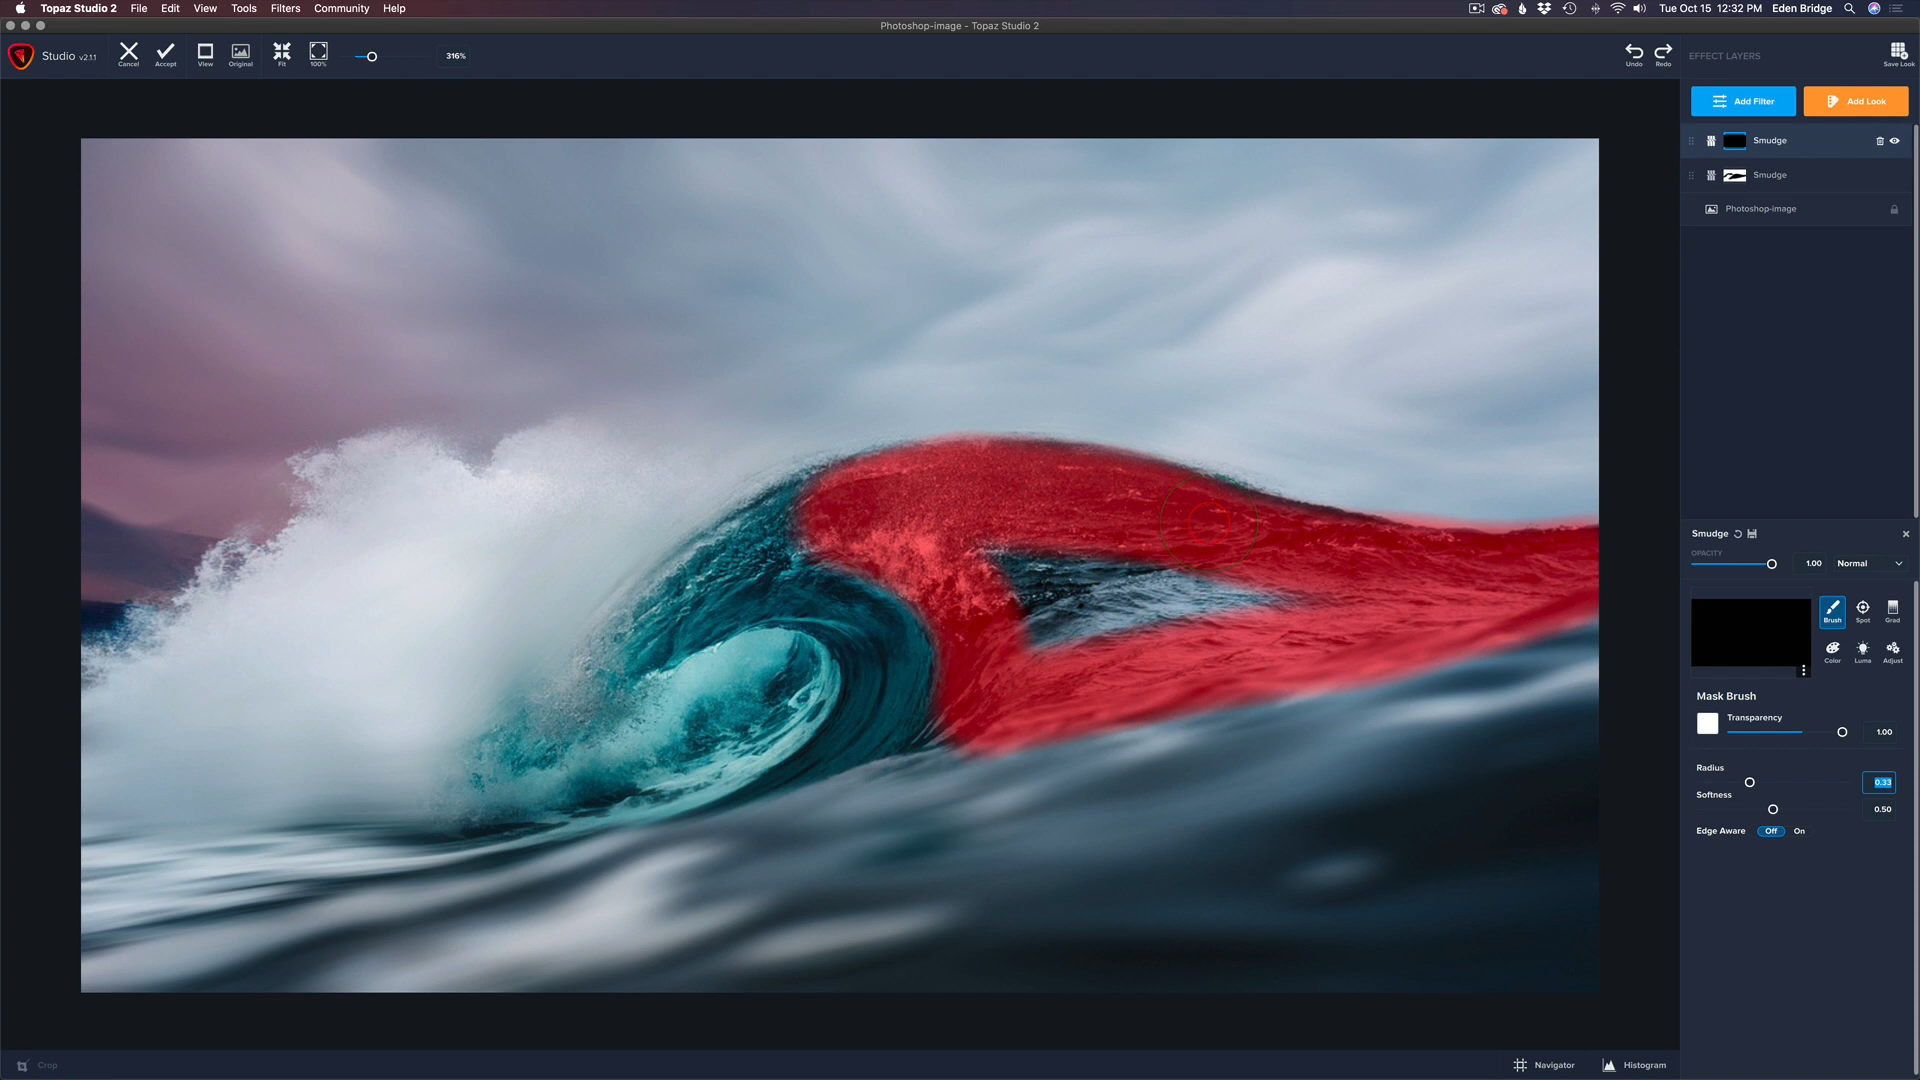 Topaz Studio 2 File Edit View Tools Filters Community Help
Tue Oct 15 12:32 PM Eden Bridge
Photoshop-image - Topaz Studio 2
Studio v2.1.1
Cancel Accept View Original Fit 100% 316%
Undo Redo
EFFECT LAYERS
Save Look
Add Filter
Add Look
Smudge
Smudge
Photoshop-image
Smudge
OPACITY
1.00 Normal
Brush Spot Grad
Color Luma Adjust
Mask Brush
Transparency
1.00
Radius
0.33
Softness
0.50
Edge Aware Off On
Crop
Navigator Histogram